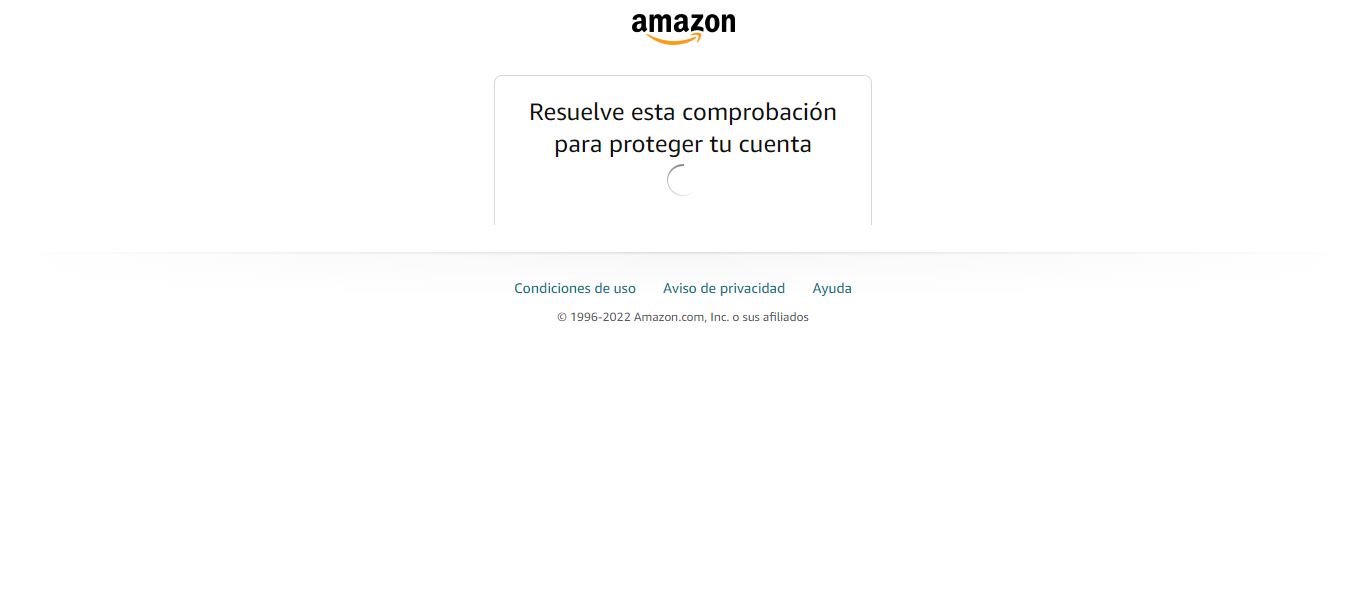 amazon
Resuelve esta comprobación
para proteger tu cuenta
Condiciones de uso Aviso de privacidad Ayuda
© 1996-2022 Amazon.com, Inc. o sus afiliados